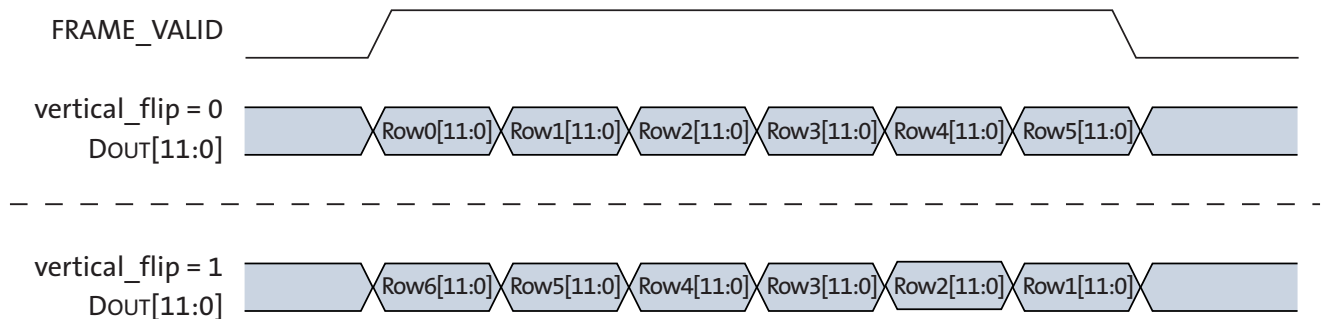 FRAME_VALID
vertical_flip = 0
DOUT[11:0]
Row0[11:0] Row1[11:0] Row2[11:0] Row3[11:0] Row4[11:0] Row5[11:0]
vertical_flip = 1
DOUT[11:0]
Row6[11:0] Row5[11:0] Row4[11:0] Row3[11:0] Row2[11:0] Row1[11:0]